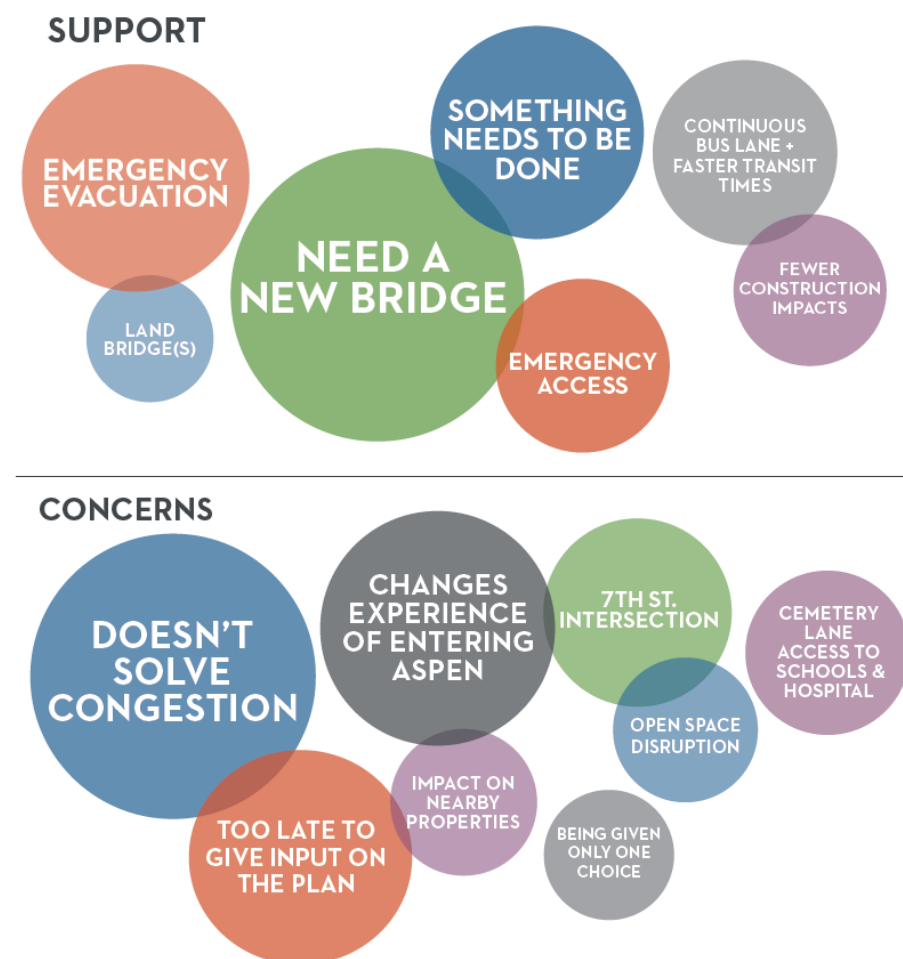 SUPPORT
EMERGENCY
EVACUATION
LAND
BRIDGE(S)
NEED A
NEW BRIDGE
SOMETHING
NEEDS TO BE
DONE
EMERGENCY
ACCESS
CONTINUOUS
BUS LANE +
FASTER TRANSIT
TIMES
FEWER
CONSTRUCTION
IMPACTS
CONCERNS
DOESN'T
SOLVE
CONGESTION
TOO LATE TO
GIVE INPUT ON
THE PLAN
CHANGES
EXPERIENCE
OF ENTERING
ASPEN
IMPACT ON
NEARBY
PROPERTIES
7TH ST.
INTERSECTION
OPEN SPACE
DISRUPTION
BEING GIVEN
ONLY ONE
CHOICE
CEMETERY
LANE
ACCESS TO
SCHOOLS &
HOSPITAL